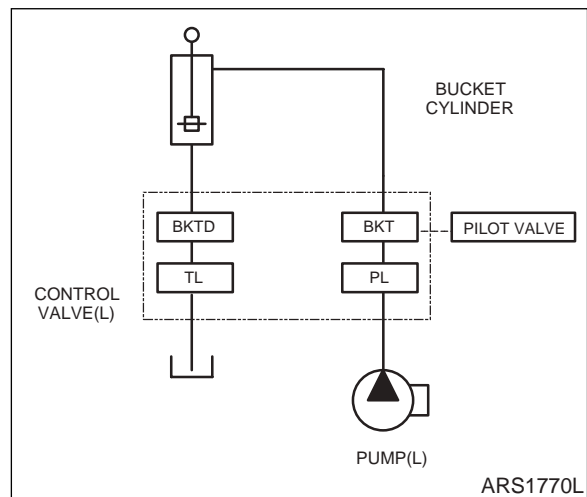 BUCKET
CYLINDER
BKTD
BKT
PILOT VALVE
TL
PL
CONTROL
VALVE(L)
PUMP(L)
ARS1770L